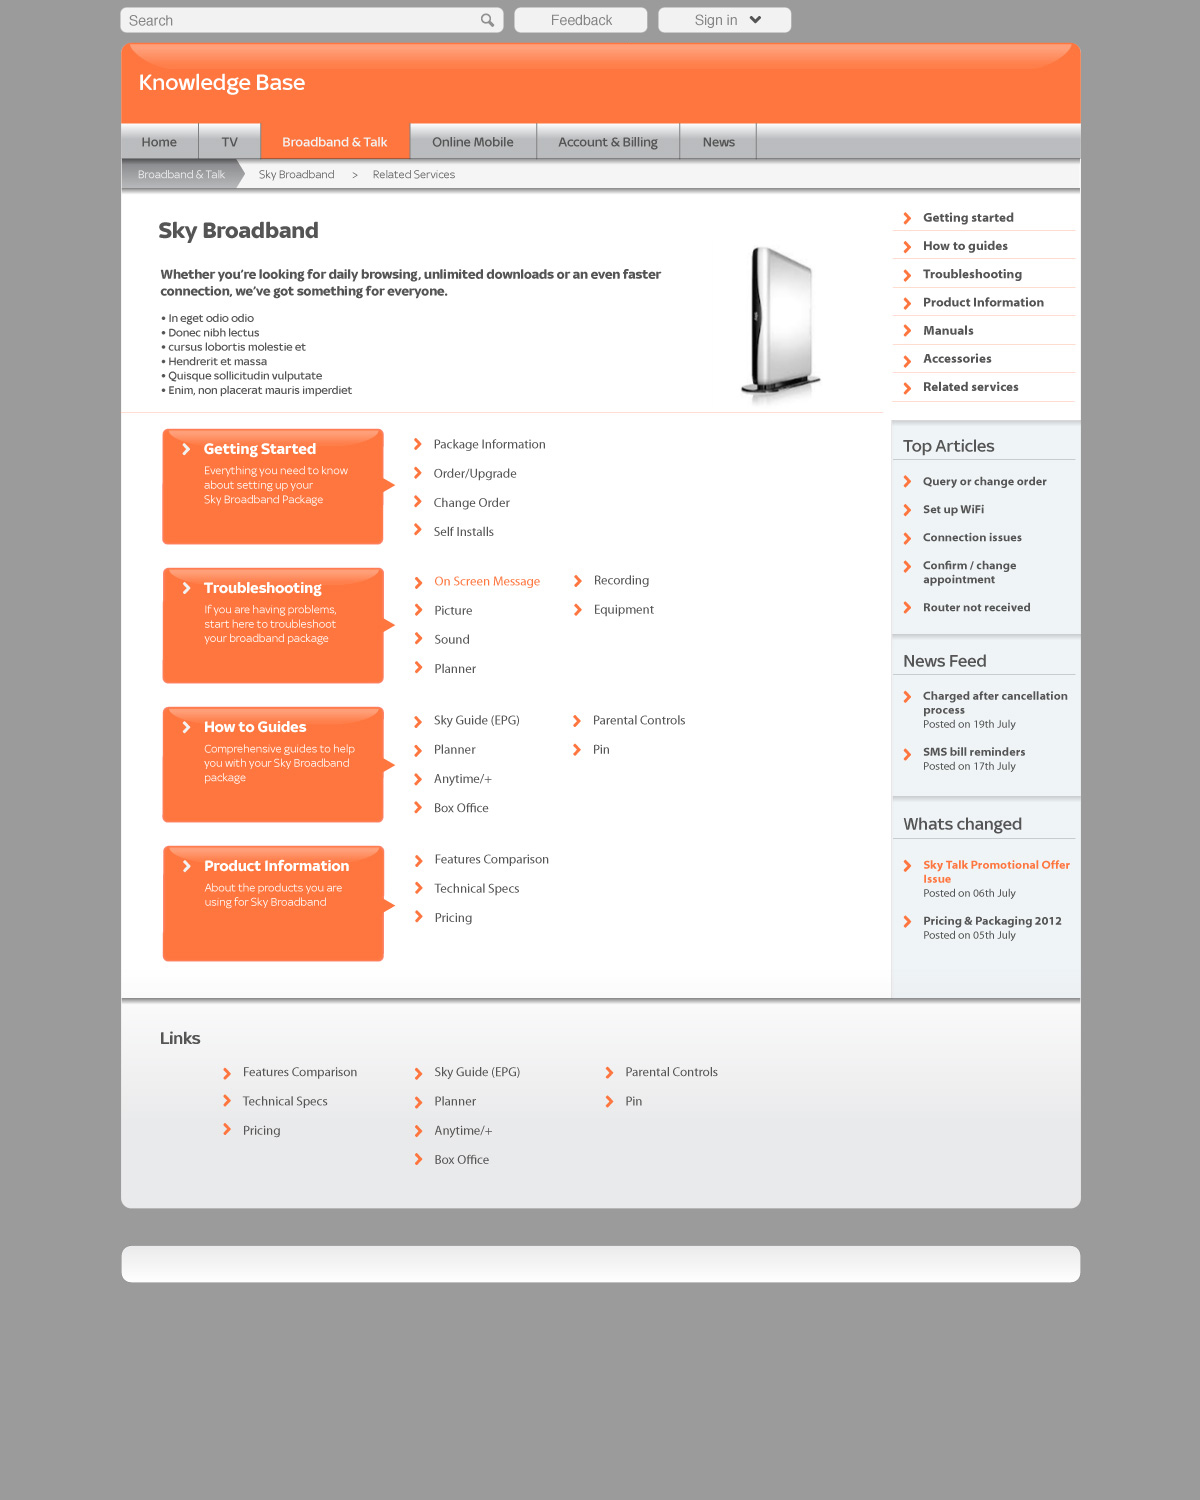 Search
Feedback
Sign in
Knowledge Base
Home
TV
Broadband & Talk
Online Mobile
Account & Billing
News
Broadband & Talk
Sky Broadband
>
Related Services
Sky Broadband
Whether you're looking for daily browsing, unlimited downloads or an even faster
connection, we've got something for everyone.
• In eget odio odio
• Donec nibh lectus
• cursus lobortis molestie et
• Hendrerit et massa
• Quisque sollicitudin vulputate
• Enim, non placerat mauris imperdiet
Getting Started
Everything you need to know
about setting up your
Sky Broadband Package
Package Information
Order/Upgrade
Change Order
Self Installs
Troubleshooting
If you are having problems,
start here to troubleshoot
your broadband package
On Screen Message
Picture
Sound
Planner
Recording
Equipment
How to Guides
Comprehensive guides to help
you with your Sky Broadband
package
Sky Guide (EPG)
Planner
Anytime/+
Box Office
Parental Controls
Pin
Product Information
About the products you are
using for Sky Broadband
Features Comparison
Technical Specs
Pricing
Getting started
How to guides
Troubleshooting
Product Information
Manuals
Accessories
Related services
Top Articles
Query or change order
Set up WiFi
Connection issues
Confirm / change
appointment
Router not received
News Feed
Charged after cancellation
process
Posted on 19th July
SMS bill reminders
Posted on 17th July
Whats changed
Sky Talk Promotional Offer
Issue
Posted on 06th July
Pricing & Packaging 2012
Posted on 05th July
Links
Features Comparison
Technical Specs
Pricing
Sky Guide (EPG)
Planner
Anytime/+
Box Office
Parental Controls
Pin